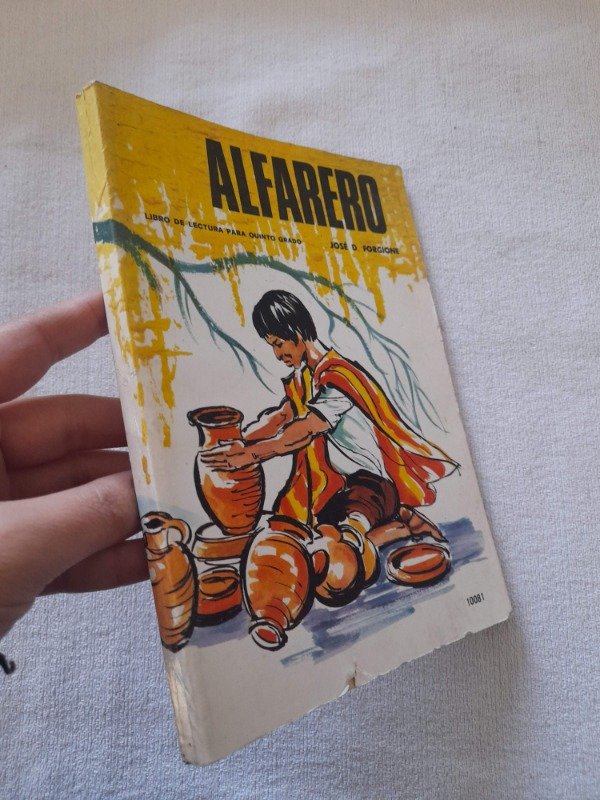 ALFARERO
LIBRO DE LECTURA PARA QUINTO GRADO JOSÉ D. FORGIONE
10081